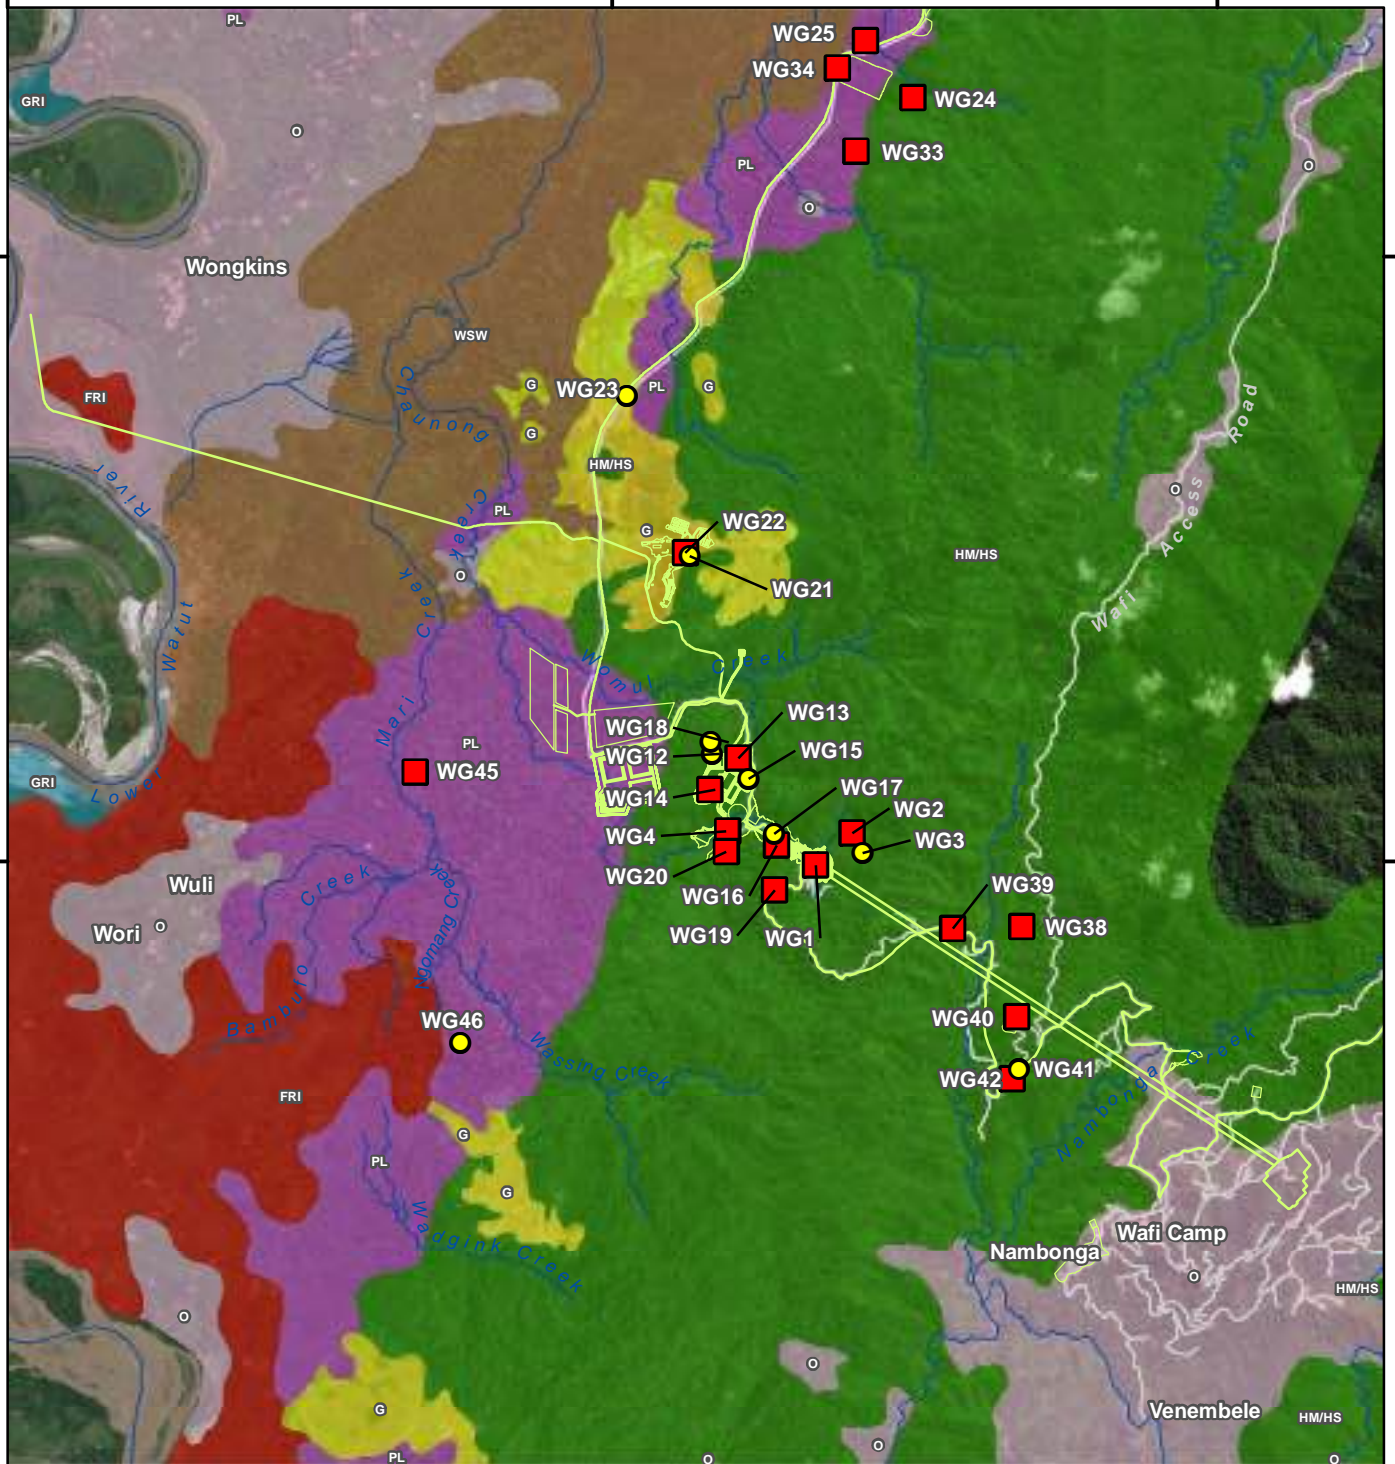 PL
WG25
WG34
GRI
WG24
O
WG33
PL
O
O
Wongkins
WSW
Chaunong
Creek
G
WG23
PL
G
FRI
G
HM/HS
Road
Access
Wafi
River
PL
O
G
WG22
HM/HS
O
WG21
Creek
Mari
Watut
Lower
Womul Creek
WG13
WG18
PL
WG15
WG12
WG45
GRI
WG14
WG17
WG2
WG4
WG3
WG20
Wuli
Creek
WG39
WG16
Ngomang Creek
Wori
O
WG19
WG1
WG38
Bambufo
WG46
WG40
Wassing Creek
Nambonga Creek
WG41
WG42
FRI
G
PL
G
Wadgink Creek
Wafi Camp
Nambonga
O
HM/HS
O
O
G
Venembele
HM/HS
O
PL
O
O